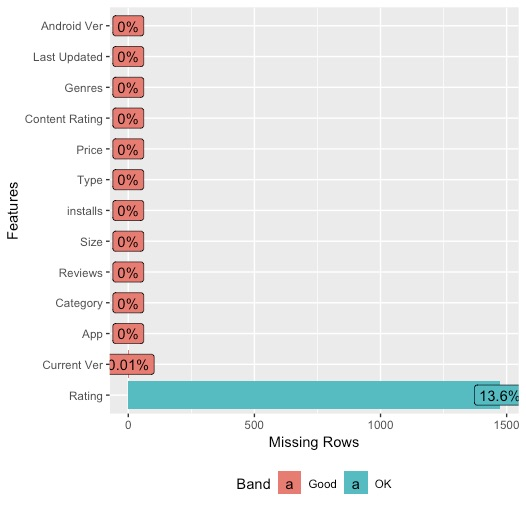 Android Ver 0%
Last Updated 0%
Genres 0%
Content Rating 0%
Price 0%
Type 0%
installs 0%
Size 0%
Reviews 0%
Category 0%
App 0%
Current Ver 0.01%
Rating 13.6%
Features
0 500 1000 1500
Missing Rows
Band a Good a OK